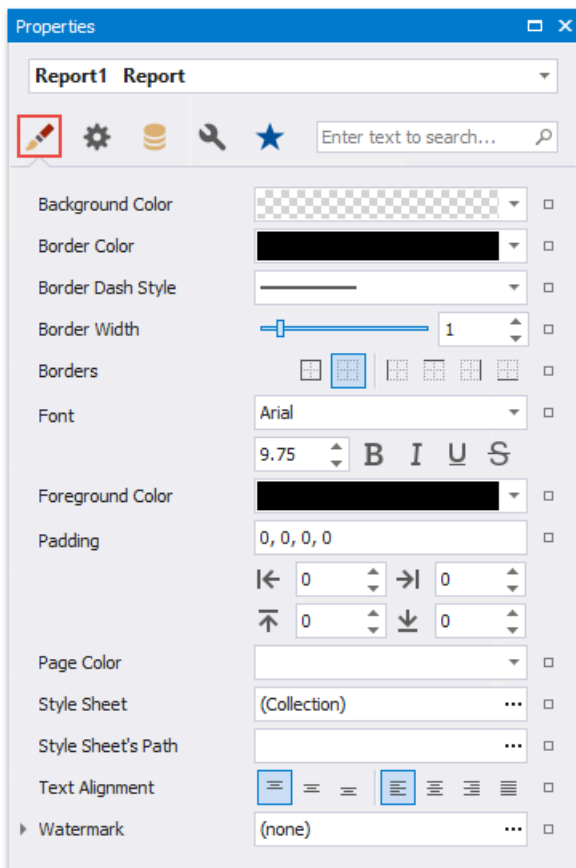 Properties
Report1 Report
Enter text to search...
Background Color
Border Color
Border Dash Style
Border Width 1
Borders
Font Arial
9.75 B I U S
Foreground Color
Padding 0, 0, 0, 0
0 0
0 0
Page Color
Style Sheet (Collection)
Style Sheet's Path
Text Alignment
Watermark (none)